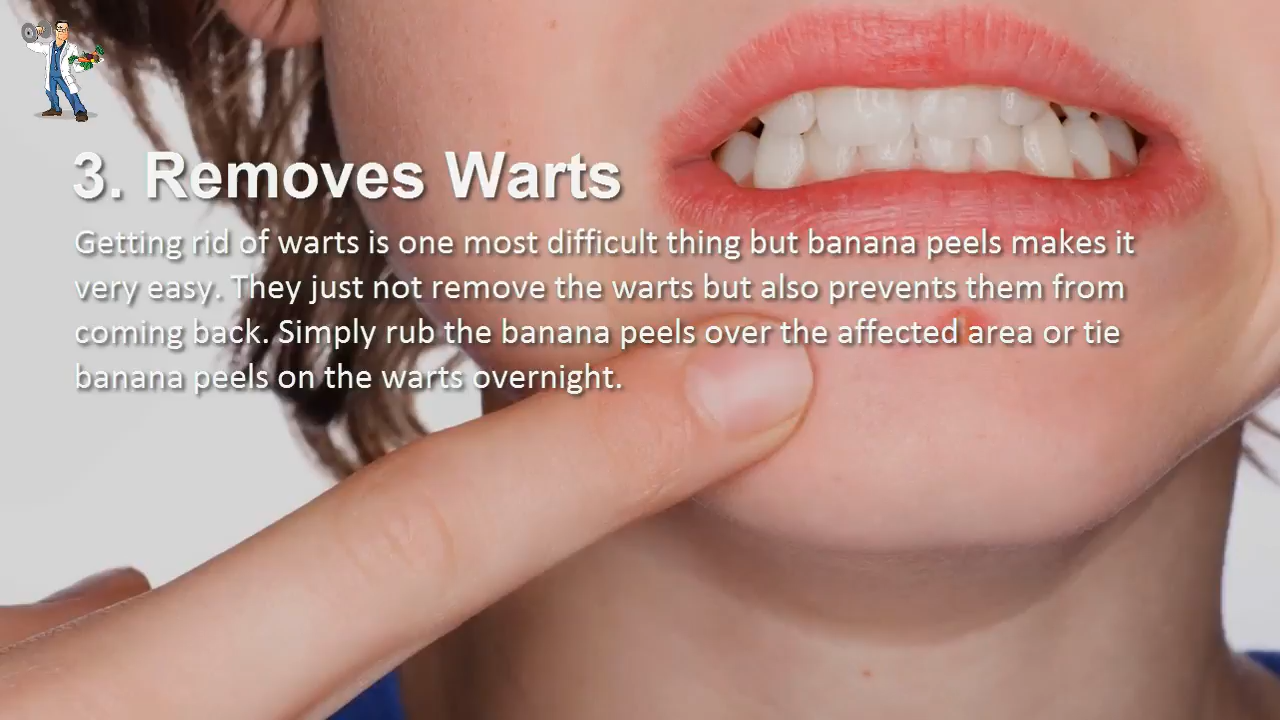 3. Removes Warts
Getting rid of warts is one most difficult thing but banana peels makes it
very easy. They just not remove the warts but also prevents them from
coming back. Simply rub the banana peels over the affected area or tie
banana peels on the warts overnight.